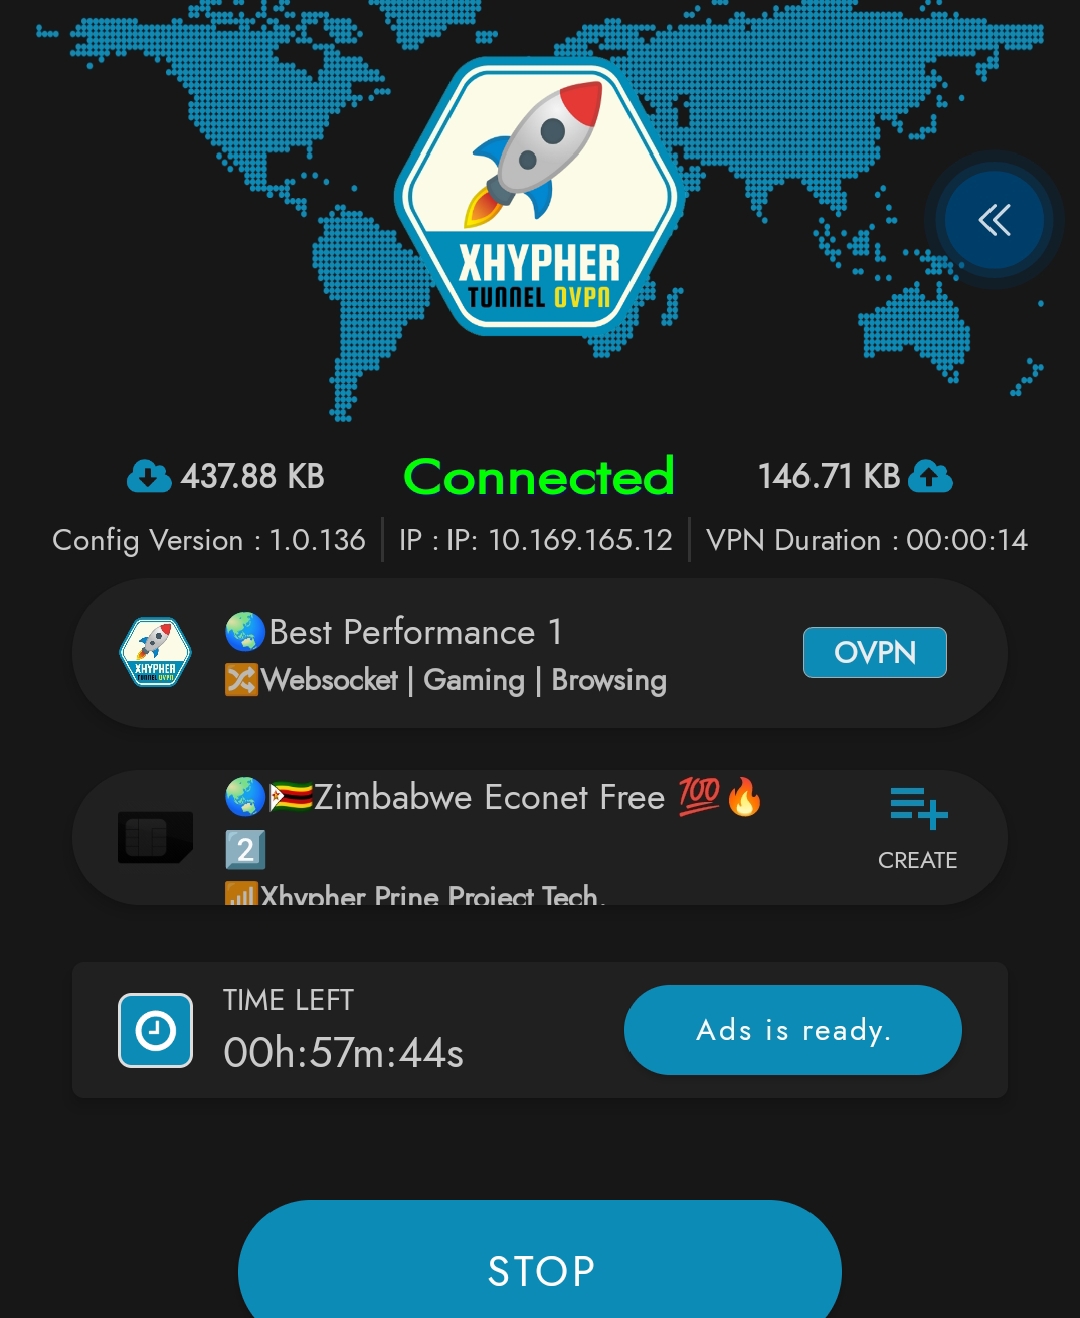 XHYPHER
TUNNEL OVPN
437.88 KB
Connected
146.71 KB
Config Version : 1.0.136
IP : IP: 10.169.165.12
VPN Duration : 00:00:14
🌏Best Performance 1
🔀Websocket | Gaming | Browsing
OVPN
XHYPHER
TUNNEL OVPN
🌏🇿🇼Zimbabwe Econet Free 💯🔥
2️⃣
📶Xhypher Prine Project Tech.
CREATE
TIME LEFT
00h:57m:44s
Ads is ready.
STOP